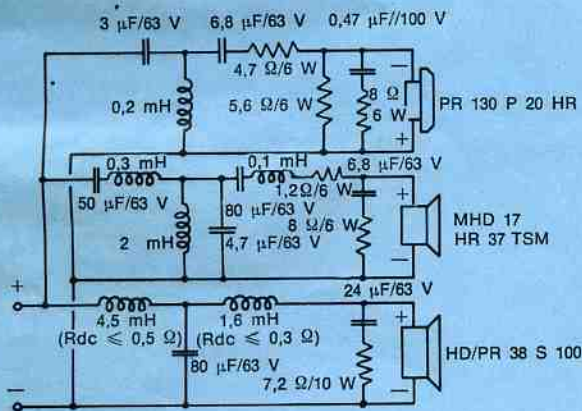 3 µF/63 V
6,8 µF/63 V
0,47 µF//100 V
4,7 Ω/6 W
0,2 mH
5,6 Ω/6 W
8 Ω
6 W
−
+
PR 130 P 20 HR
0,3 mH
0,1 mH
6,8 µF/63 V
50 µF/63 V
1,2 Ω/6 W
80 µF/63 V
8 Ω/6 W
2 mH
4,7 µF/63 V
+
−
MHD 17
HR 37 TSM
+
−
4,5 mH
(Rdc ≤ 0,5 Ω)
1,6 mH
(Rdc ≤ 0,3 Ω)
24 µF/63 V
80 µF/63 V
7,2 Ω/10 W
+
−
HD/PR 38 S 100